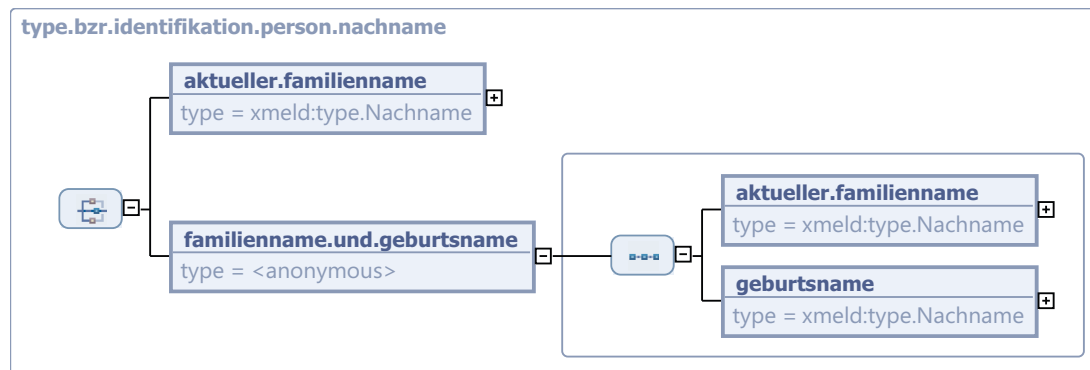 type.bzr.identifikation.person.nachname
aktueller.familienname
type = xmeld:type.Nachname
familienname.und.geburtsname
type = <anonymous>
aktueller.familienname
type = xmeld:type.Nachname
geburtsname
type = xmeld:type.Nachname